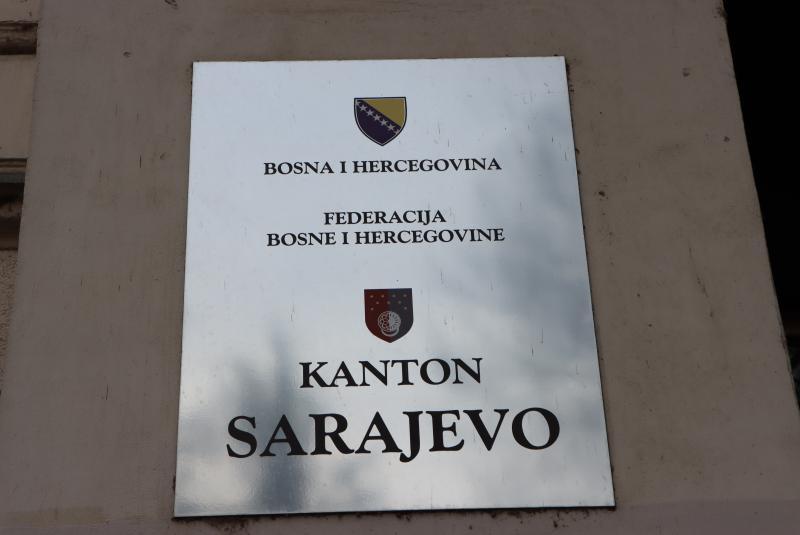 BOSNA I HERCEGOVINA
FEDERACIJA
BOSNE I HERCEGOVINE
KANTON
SARAJEVO